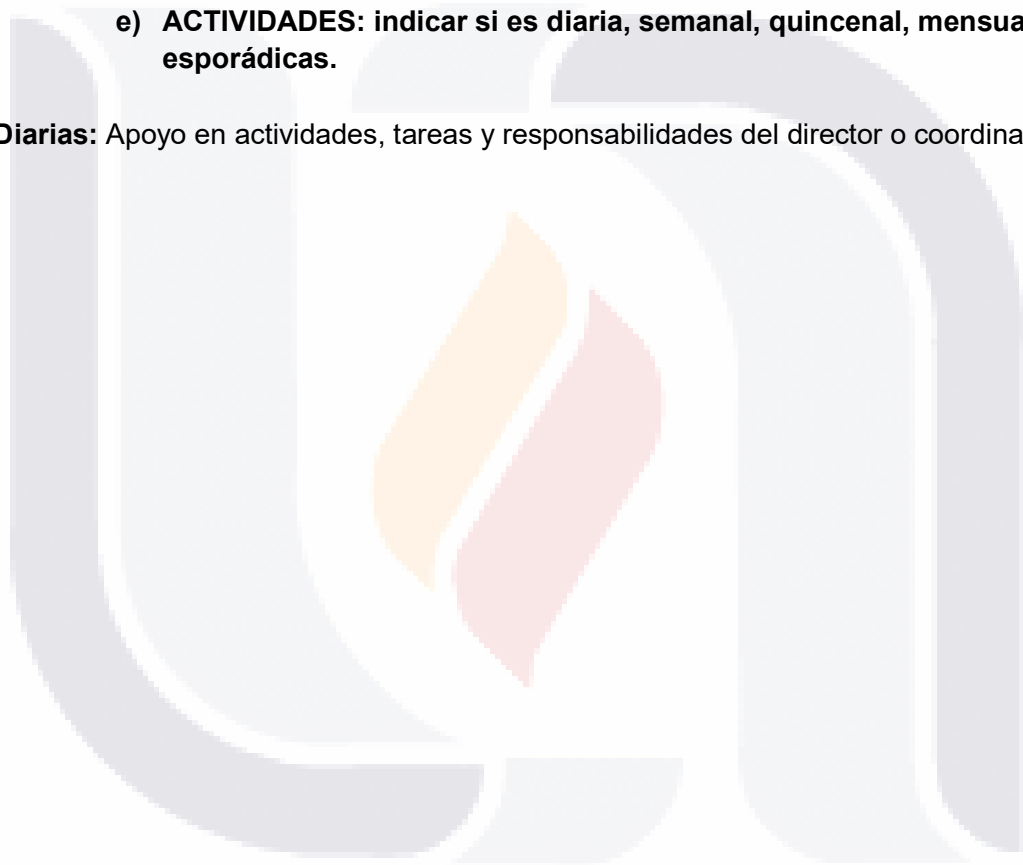 e) ACTIVIDADES: indicar si es diaria, semanal, quincenal, mensua
esporádicas.
Diarias: Apoyo en actividades, tareas y responsabilidades del director o coordina